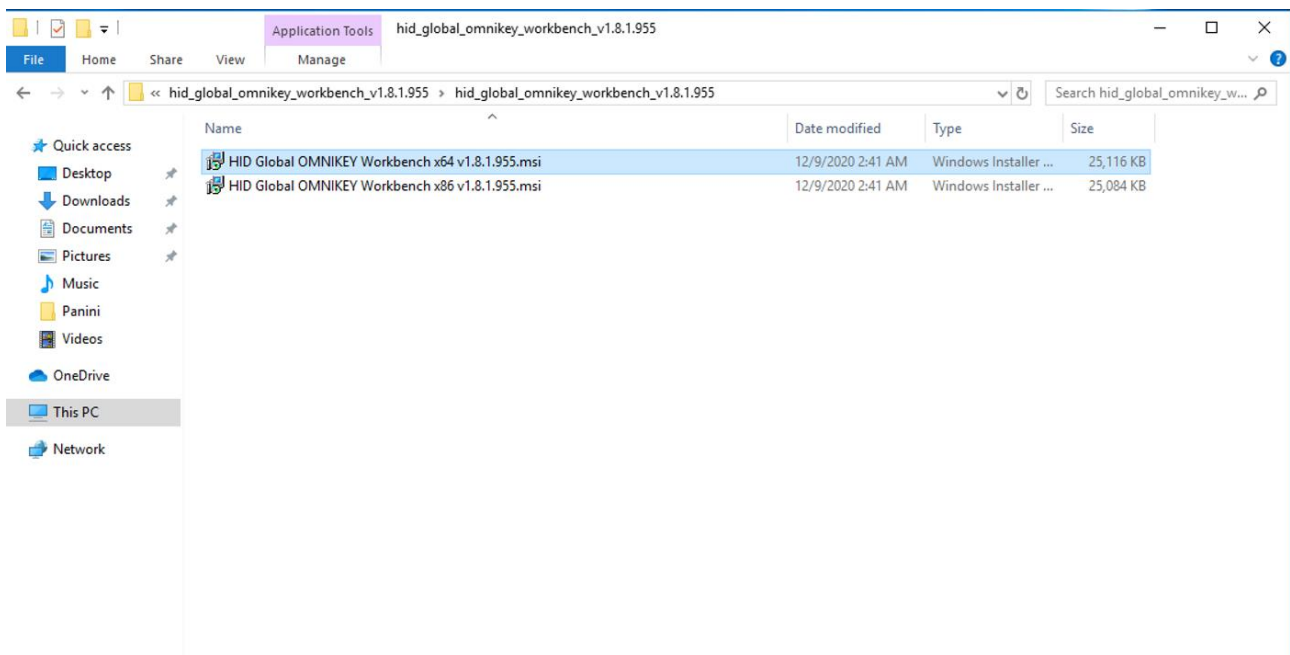 Application Tools hid_global_omnikey_workbench_v1.8.1.955
File Home Share View Manage
« hid_global_omnikey_workbench_v1.8.1.955 › hid_global_omnikey_workbench_v1.8.1.955 Search hid_global_omnikey_w...
Name Date modified Type Size
Quick access
HID Global OMNIKEY Workbench x64 v1.8.1.955.msi 12/9/2020 2:41 AM Windows Installer ... 25,116 KB
Desktop
HID Global OMNIKEY Workbench x86 v1.8.1.955.msi 12/9/2020 2:41 AM Windows Installer ... 25,084 KB
Downloads
Documents
Pictures
Music
Panini
Videos
OneDrive
This PC
Network